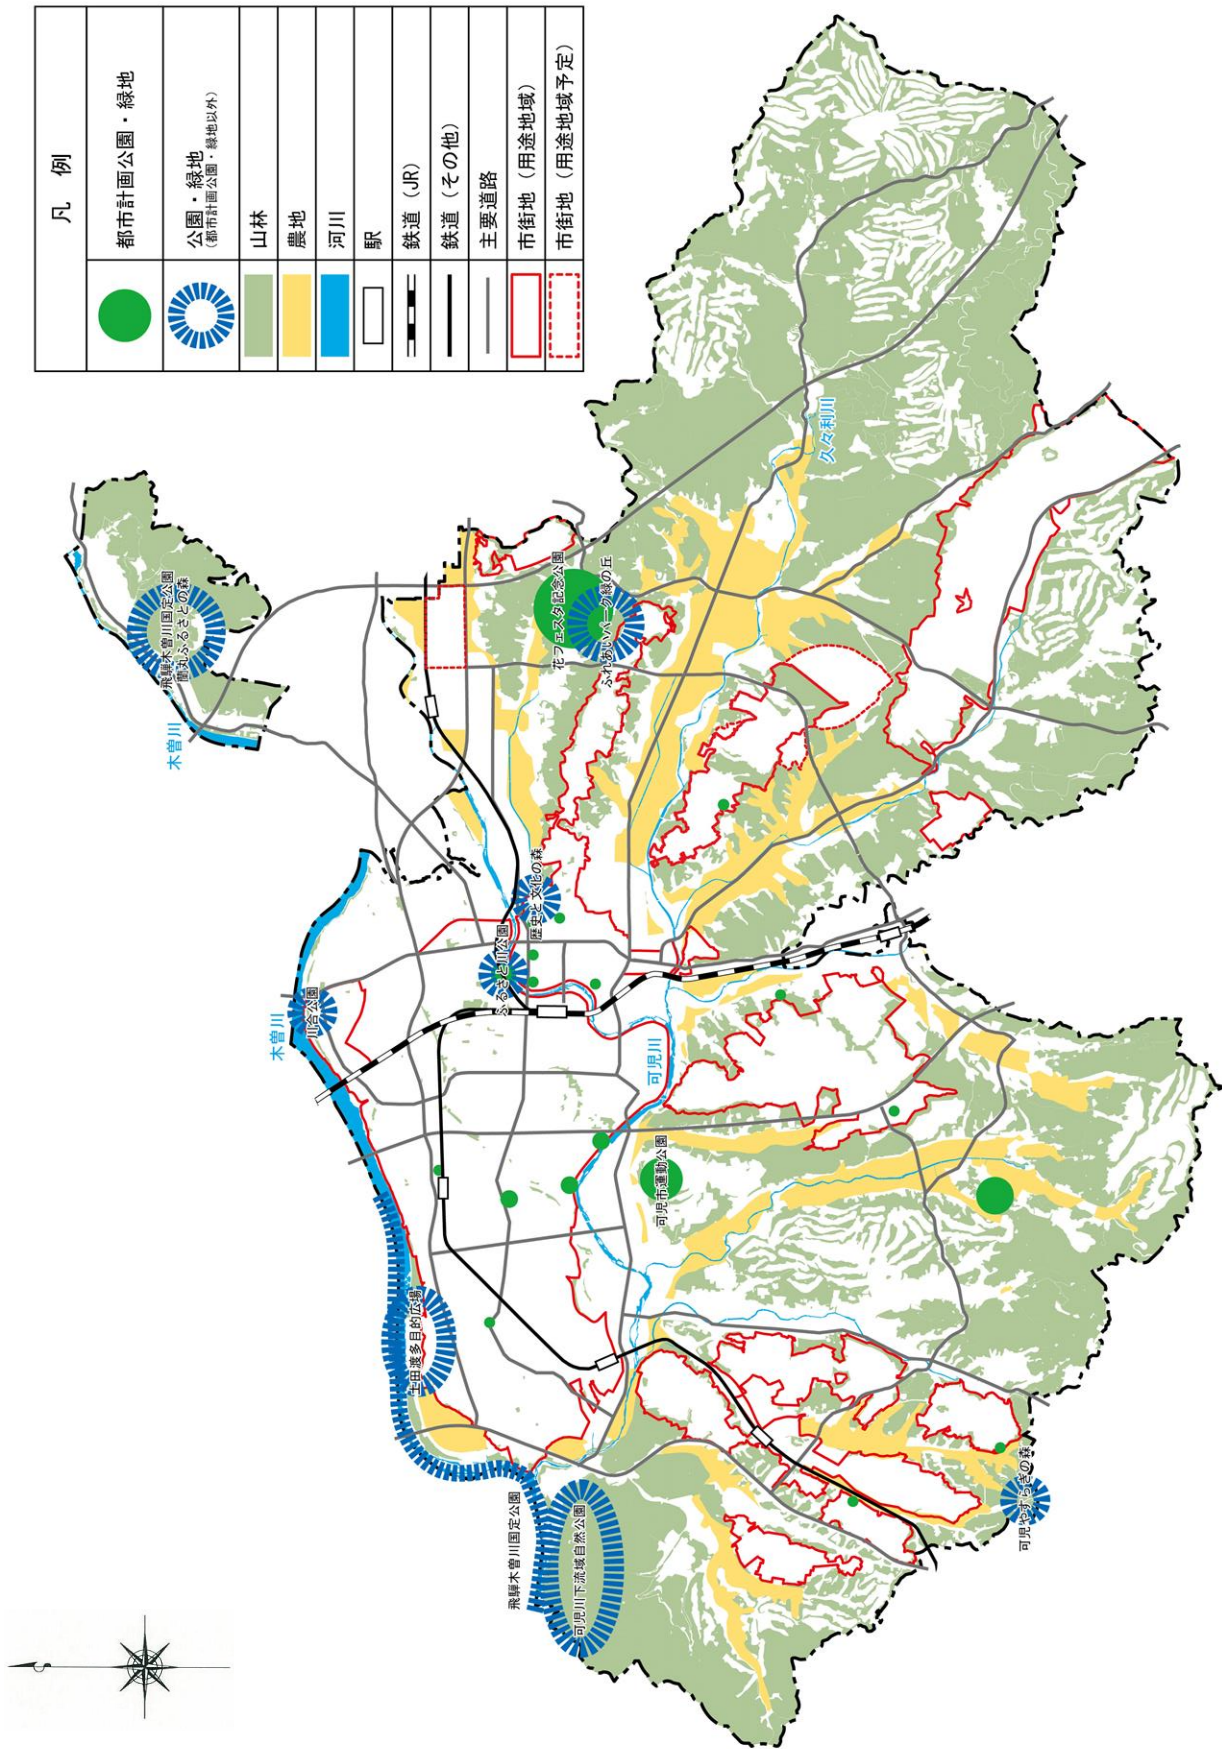 凡 例
都市計画公園・緑地
公園・緑地
(都市計画公園・緑地以外)
山林
農地
河川
駅
鉄道 (JR)
鉄道 (その他)
主要道路
市街地 (用途地域)
市街地 (用途地域予定)
飛騨木曽川国定公園
蘭丸ふるさとの森
木曽川
川合公園
木曽川
ふるさと川公園
歴史と文化の森
花フェスタ記念公園
ふれあいパーク緑の丘
久々利川
可児川
可児市運動公園
土田渡多目的広場
飛騨木曽川国定公園
可児川下流域自然公園
可児やすらぎの森